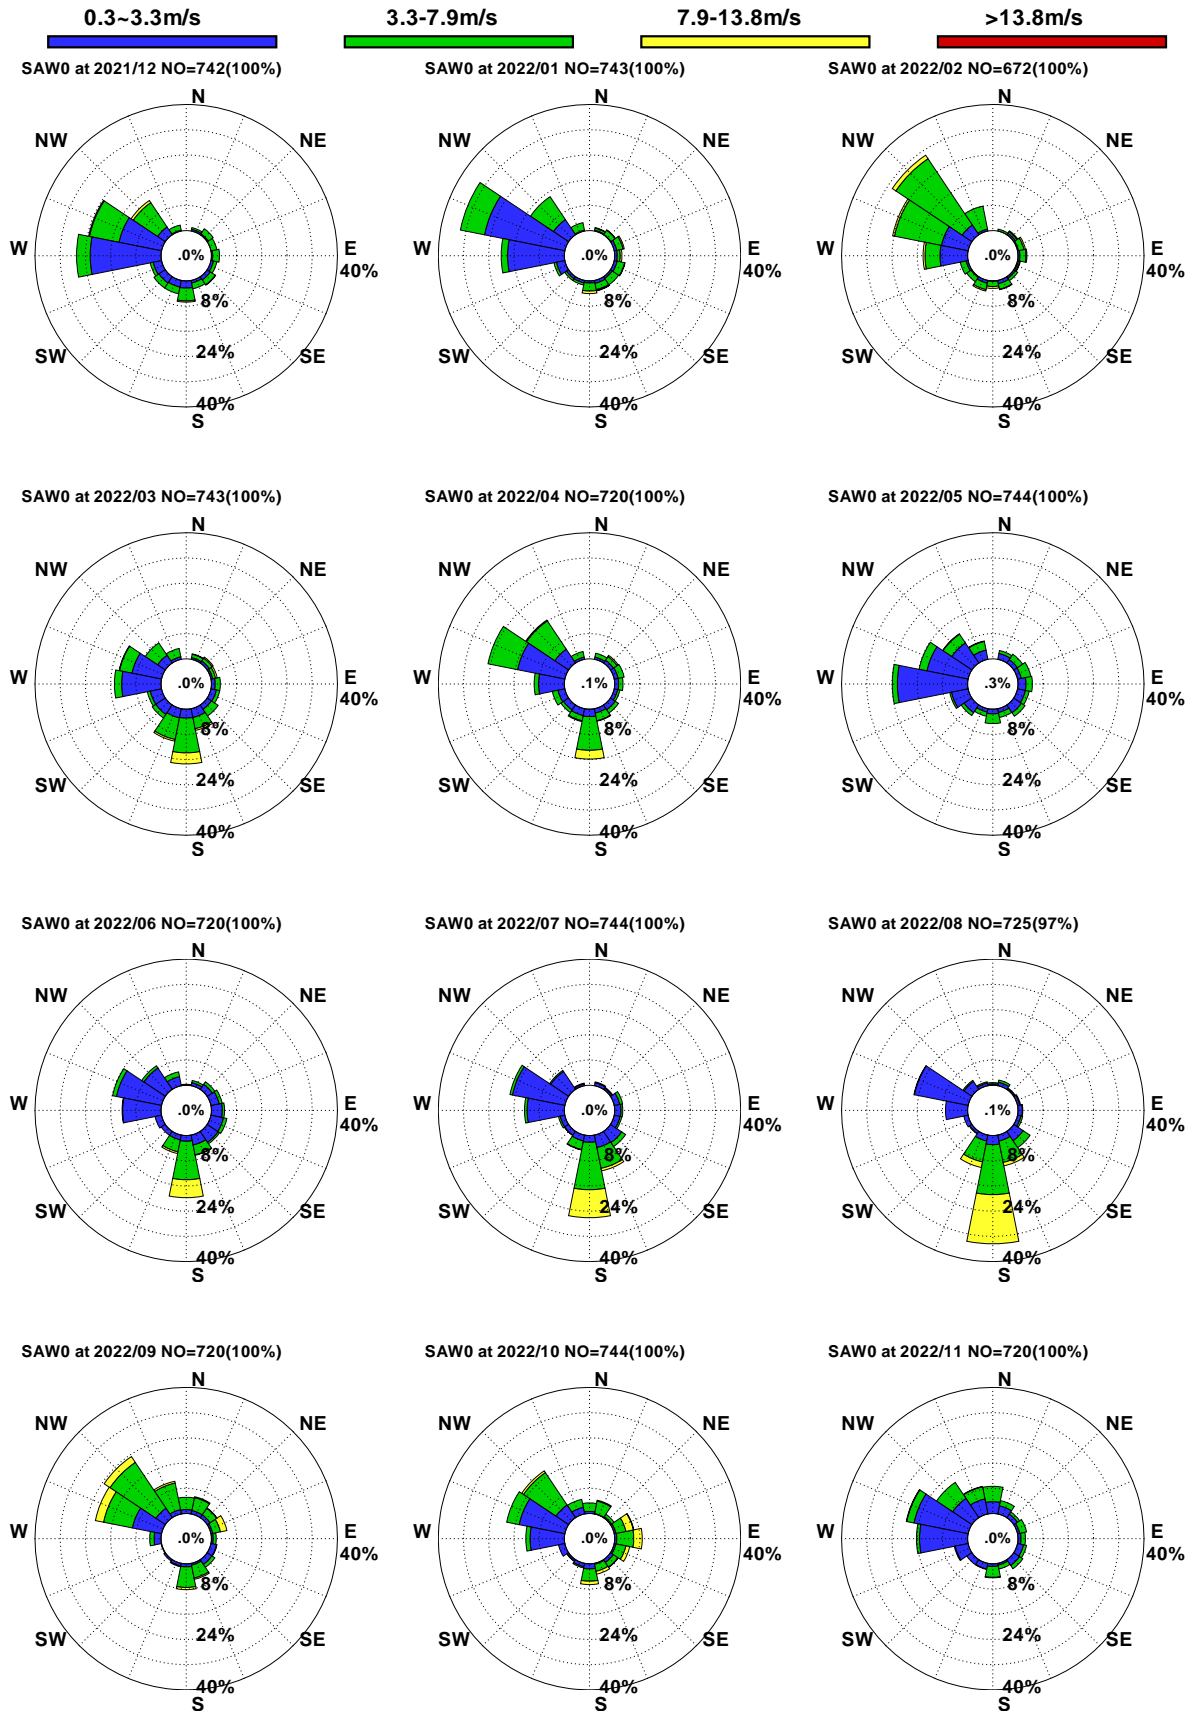 0.3~3.3m/s 3.3-7.9m/s 7.9-13.8m/s >13.8m/s
SAW0 at 2021/12 NO=742(100%) SAW0 at 2022/01 NO=743(100%) SAW0 at 2022/02 NO=672(100%)
N N N
NW NE NW NE NW NE
W .0% E W .0% E W .0% E
40% 40% 40%
8% 8% 8%
SW 24% SE SW 24% SE SW 24% SE
40% 40% 40%
S S S
SAW0 at 2022/03 NO=743(100%) SAW0 at 2022/04 NO=720(100%) SAW0 at 2022/05 NO=744(100%)
N N N
NW NE NW NE NW NE
W .0% E W .1% E W .3% E
40% 40% 40%
8% 8% 8%
SW 24% SE SW 24% SE SW 24% SE
40% 40% 40%
S S S
SAW0 at 2022/06 NO=720(100%) SAW0 at 2022/07 NO=744(100%) SAW0 at 2022/08 NO=725(97%)
N N N
NW NE NW NE NW NE
W .0% E W .0% E W .1% E
40% 40% 40%
8% 8% 8%
SW 24% SE SW 24% SE SW 24% SE
40% 40% 40%
S S S
SAW0 at 2022/09 NO=720(100%) SAW0 at 2022/10 NO=744(100%) SAW0 at 2022/11 NO=720(100%)
N N N
NW NE NW NE NW NE
W .0% E W .0% E W .0% E
40% 40% 40%
8% 8% 8%
SW 24% SE SW 24% SE SW 24% SE
40% 40% 40%
S S S